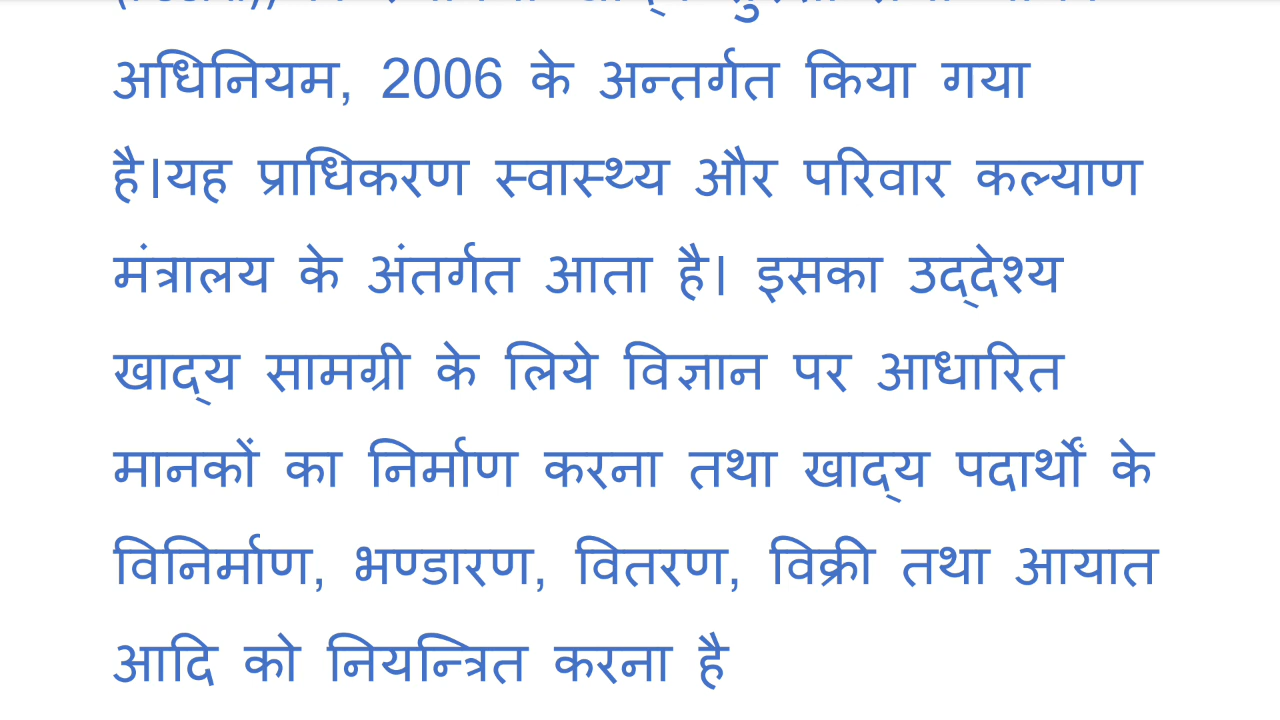 अधिनियम, 2006 के अन्तर्गत किया गया
है।यह प्राधिकरण स्वास्थ्य और परिवार कल्याण
मंत्रालय के अंतर्गत आता है। इसका उद्देश्य
खाद्य सामग्री के लिये विज्ञान पर आधारित
मानकों का निर्माण करना तथा खाद्य पदार्थों के
विनिर्माण, भण्डारण, वितरण, विक्री तथा आयात
आदि को नियन्त्रित करना है